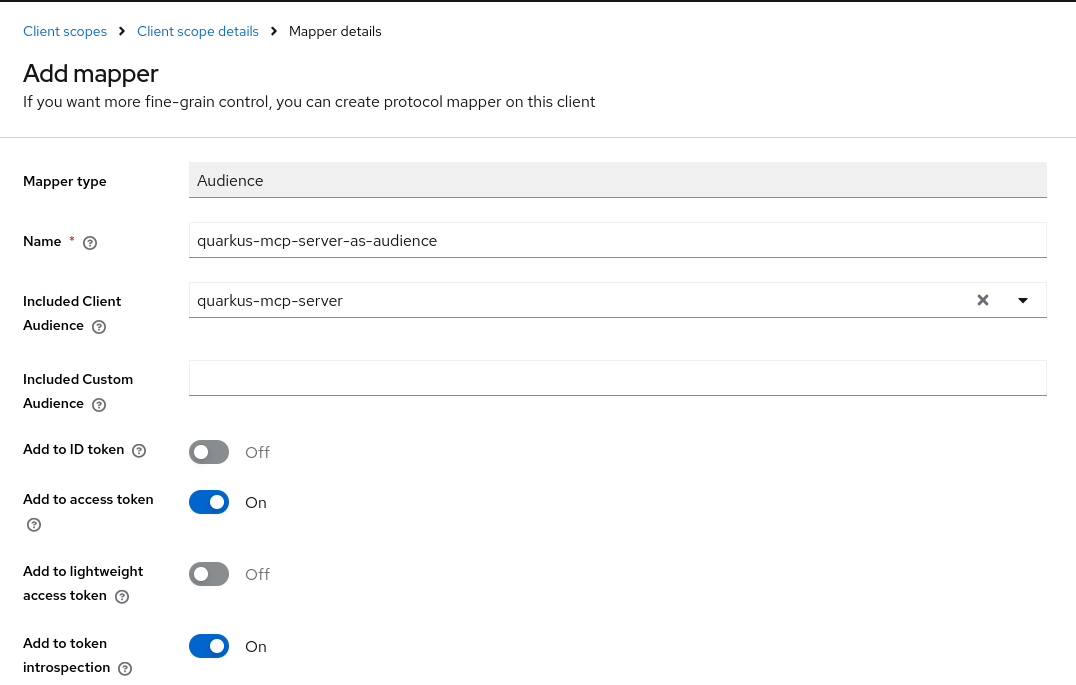 Client scopes > Client scope details > Mapper details
Add mapper
If you want more fine-grain control, you can create protocol mapper on this client
Mapper type Audience
Name * ? quarkus-mcp-server-as-audience
Included Client
Audience ? quarkus-mcp-server
Included Custom
Audience ?
Add to ID token ? Off
Add to access token On
?
Add to lightweight Off
access token ?
Add to token On
introspection ?